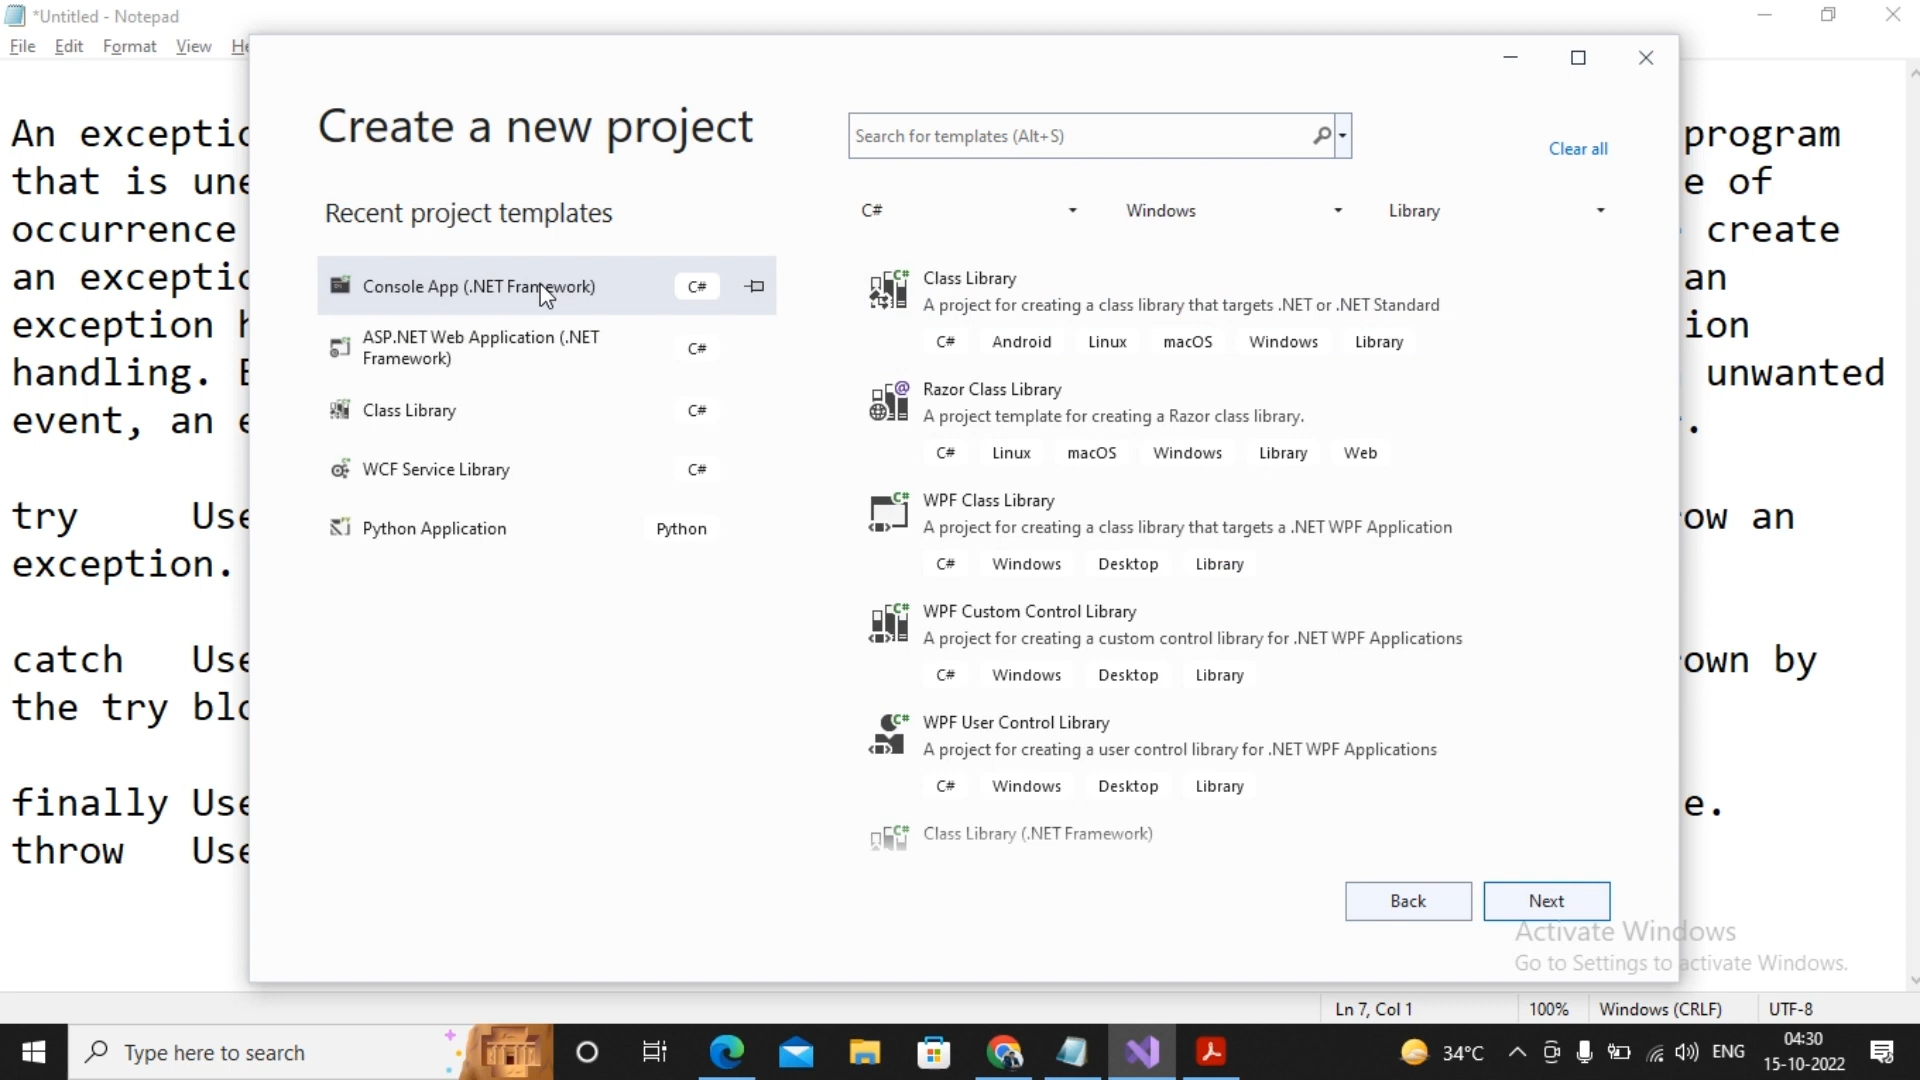 *Untitled - Notepad
File Edit Format View He
An exceptic program
that is une e of
occurrence create
an exceptic an
exception h ion
handling. E unwanted
event, an e .
try Use ow an
exception.
catch Use own by
the try blo
finally Use e.
throw Use
Create a new project
Search for templates (Alt+S)
Clear all
Recent project templates
C# Windows Library
Console App (.NET Framework) C#
ASP.NET Web Application (.NET
Framework) C#
Class Library C#
WCF Service Library C#
Python Application Python
Class Library
A project for creating a class library that targets .NET or .NET Standard
C# Android Linux macOS Windows Library
Razor Class Library
A project template for creating a Razor class library.
C# Linux macOS Windows Library Web
WPF Class Library
A project for creating a class library that targets a .NET WPF Application
C# Windows Desktop Library
WPF Custom Control Library
A project for creating a custom control library for .NET WPF Applications
C# Windows Desktop Library
WPF User Control Library
A project for creating a user control library for .NET WPF Applications
C# Windows Desktop Library
Class Library (.NET Framework)
Back Next
Activate Windows
Go to Settings to activate Windows.
Ln 7, Col 1 100% Windows (CRLF) UTF-8
Type here to search
34°C ENG
04:30
15-10-2022